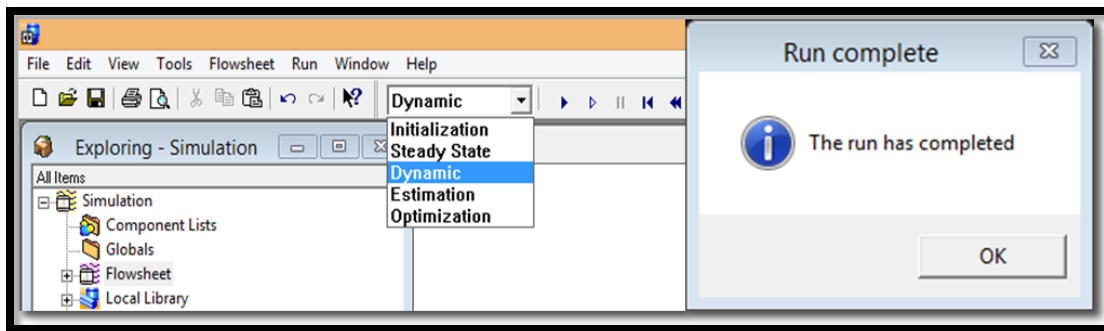 File Edit View Tools Flowsheet Run Window Help
Dynamic
Initialization
Steady State
Dynamic
Estimation
Optimization
Exploring - Simulation
All Items
Simulation
Component Lists
Globals
Flowsheet
Local Library
Run complete
The run has completed
OK